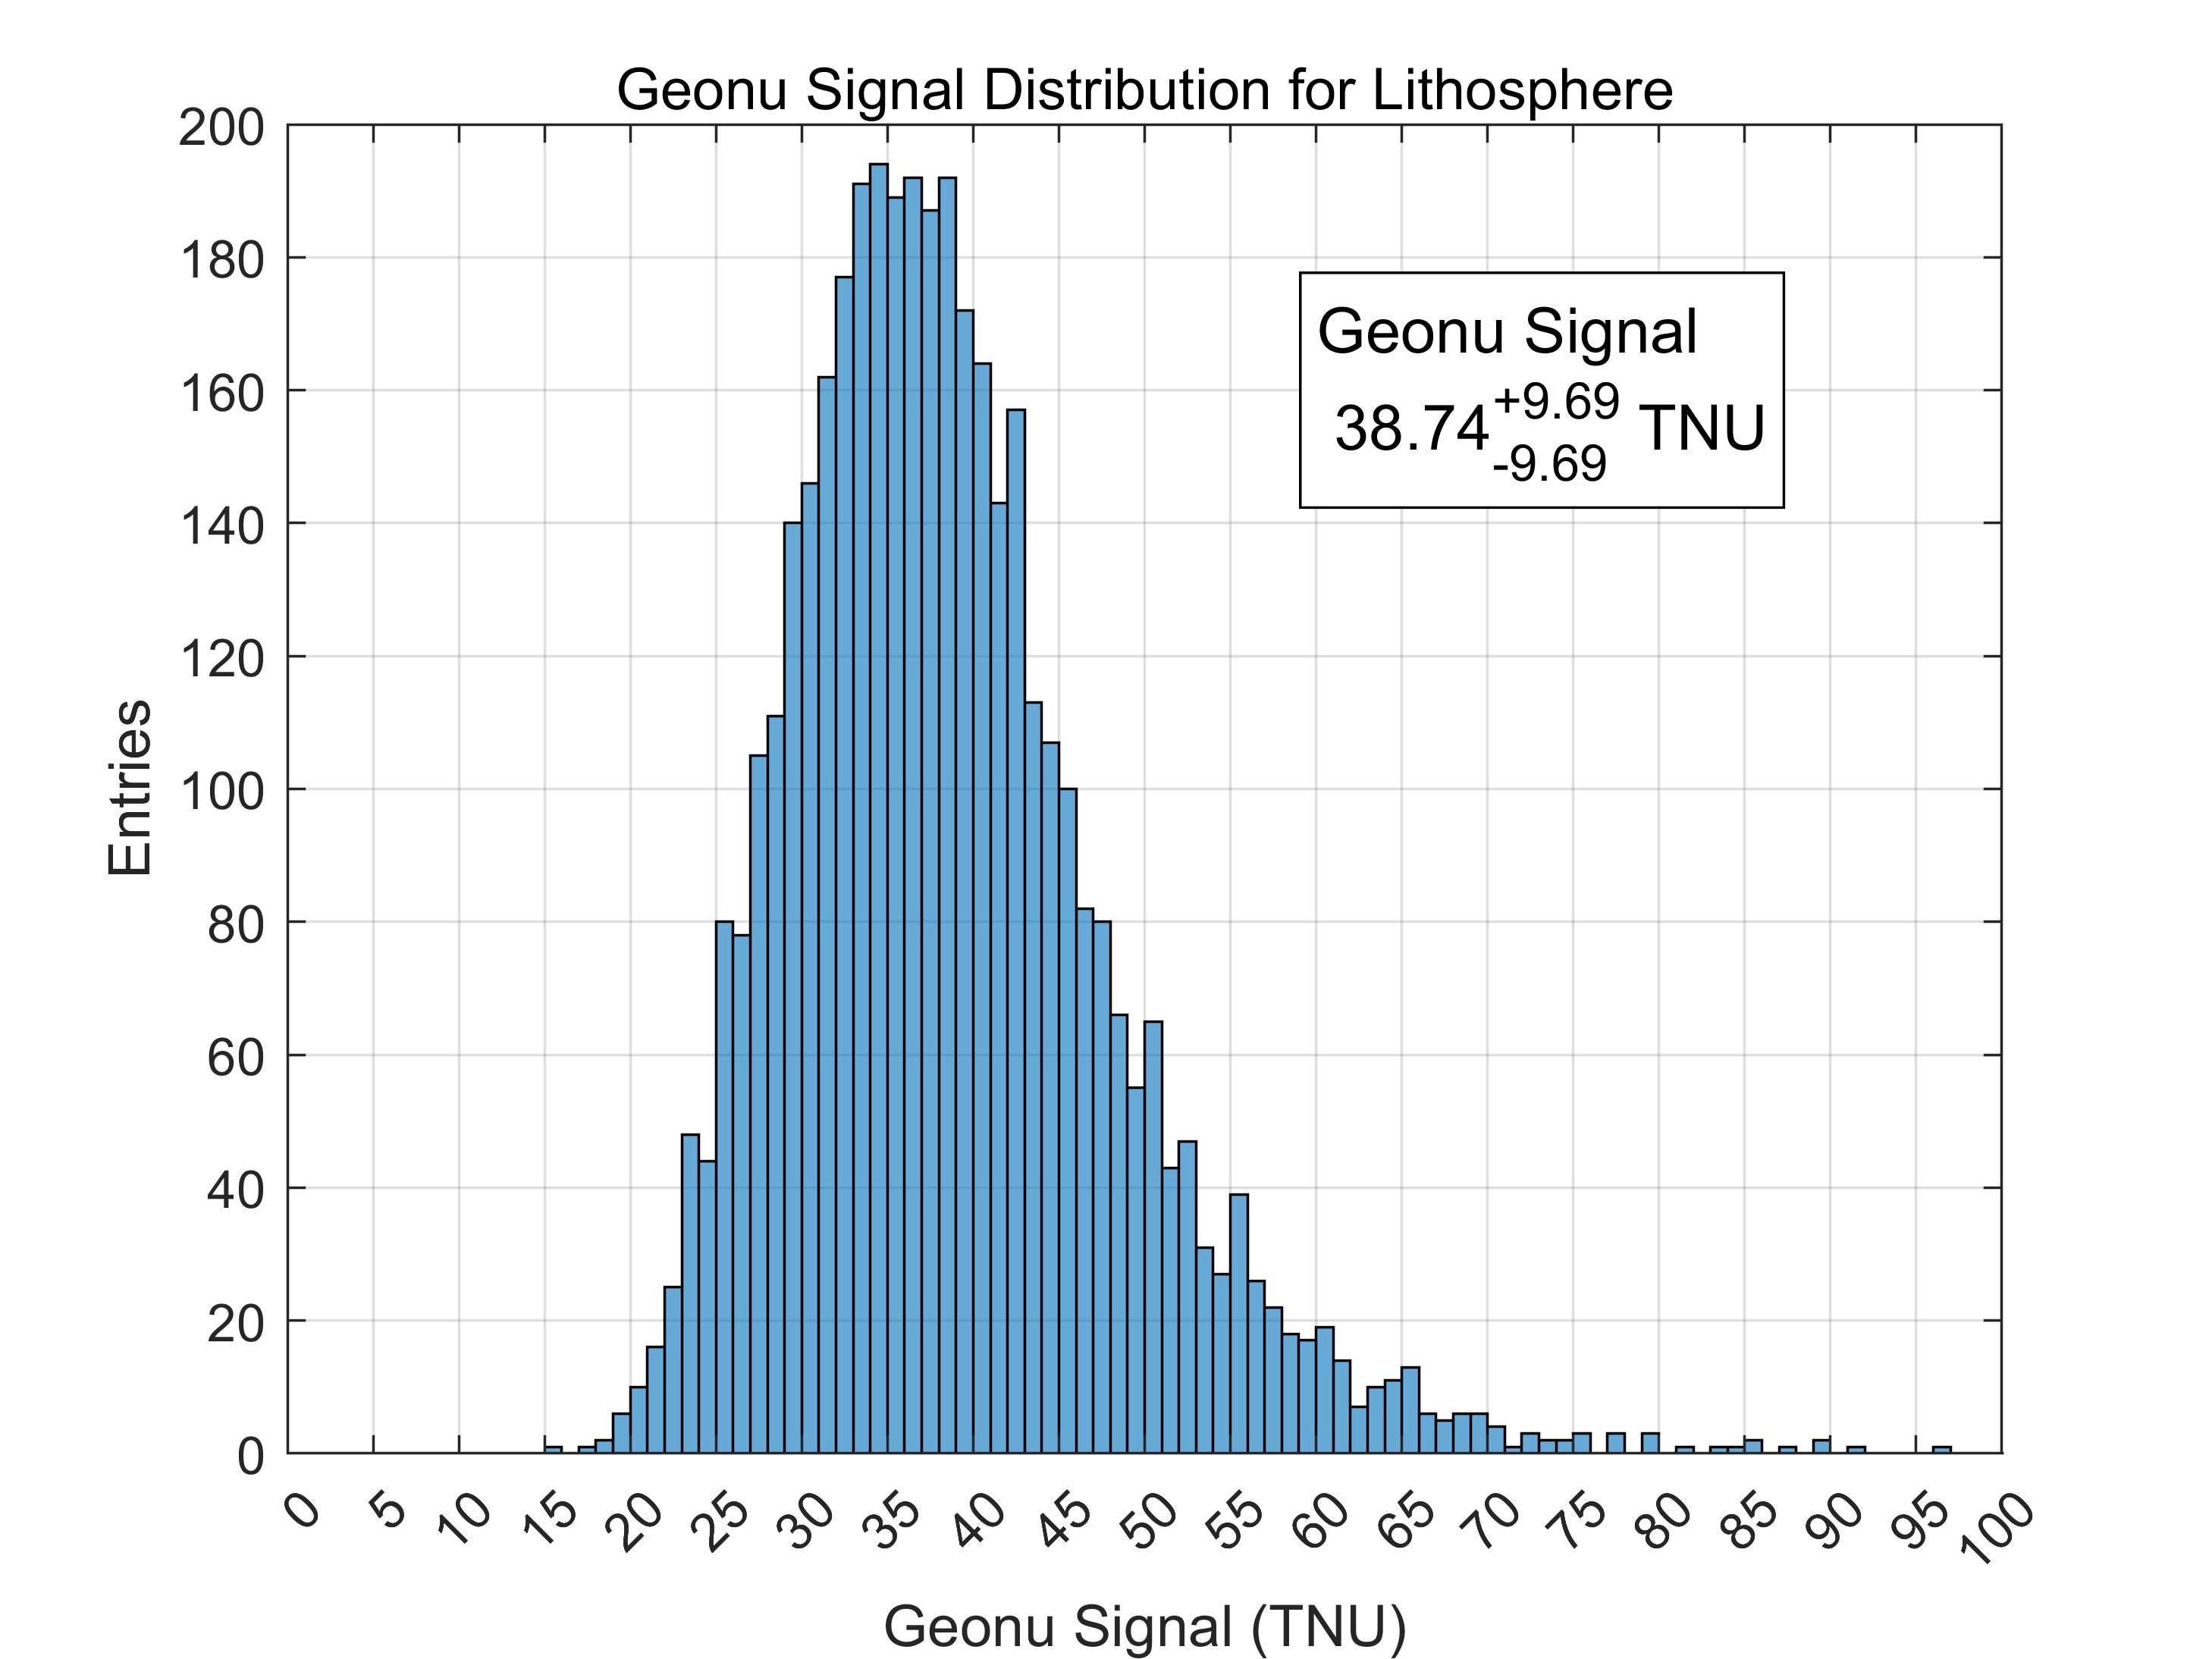 Geonu Signal Distribution for Lithosphere
200
180
160
140
120
100
80
60
40
20
0
Entries
Geonu Signal
38.74+9.69-9.69 TNU
0 5 10 15 20 25 30 35 40 45 50 55 60 65 70 75 80 85 90 95 100
Geonu Signal (TNU)